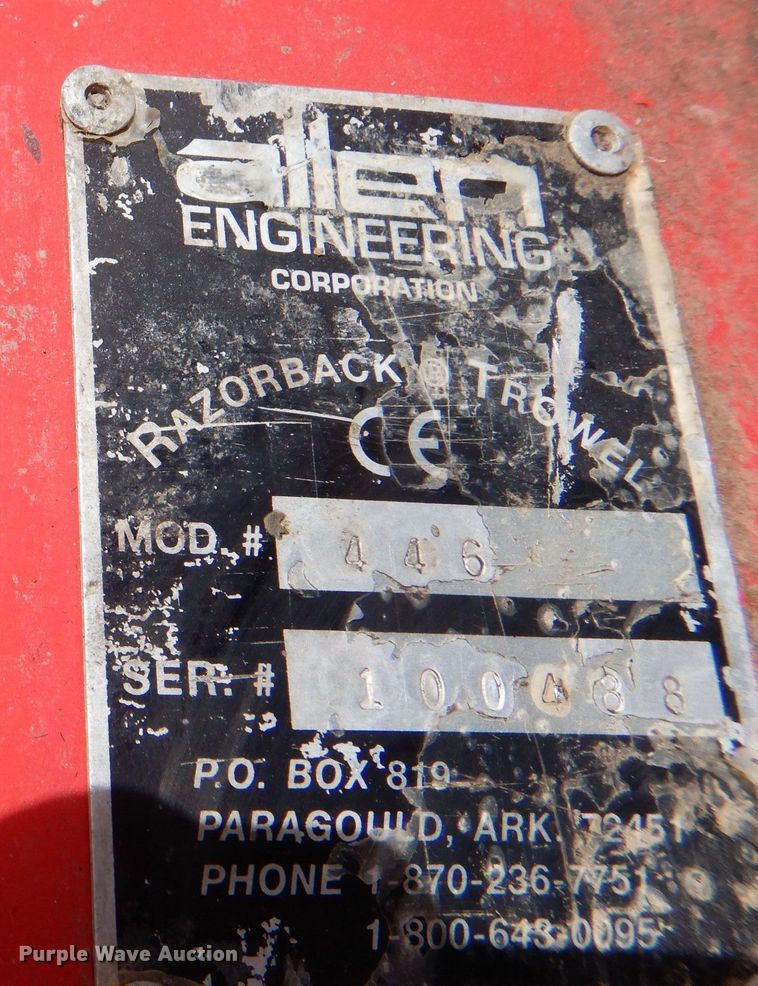 allen
ENGINEERING
CORPORATION
RAZORBACK ® TROWEL
CE
MOD. # 446
SER. # 100488
P.O. BOX 819
PARAGOULD, ARK. 72451
PHONE 1-870-236-7751
1-800-643-0095
Purple Wave Auction